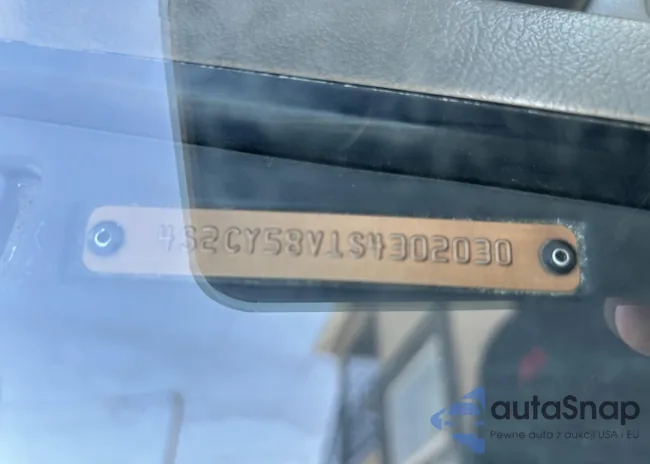 4S2CY58V1S4302030
autaSnap
Pewne auta z aukcji USA i EU